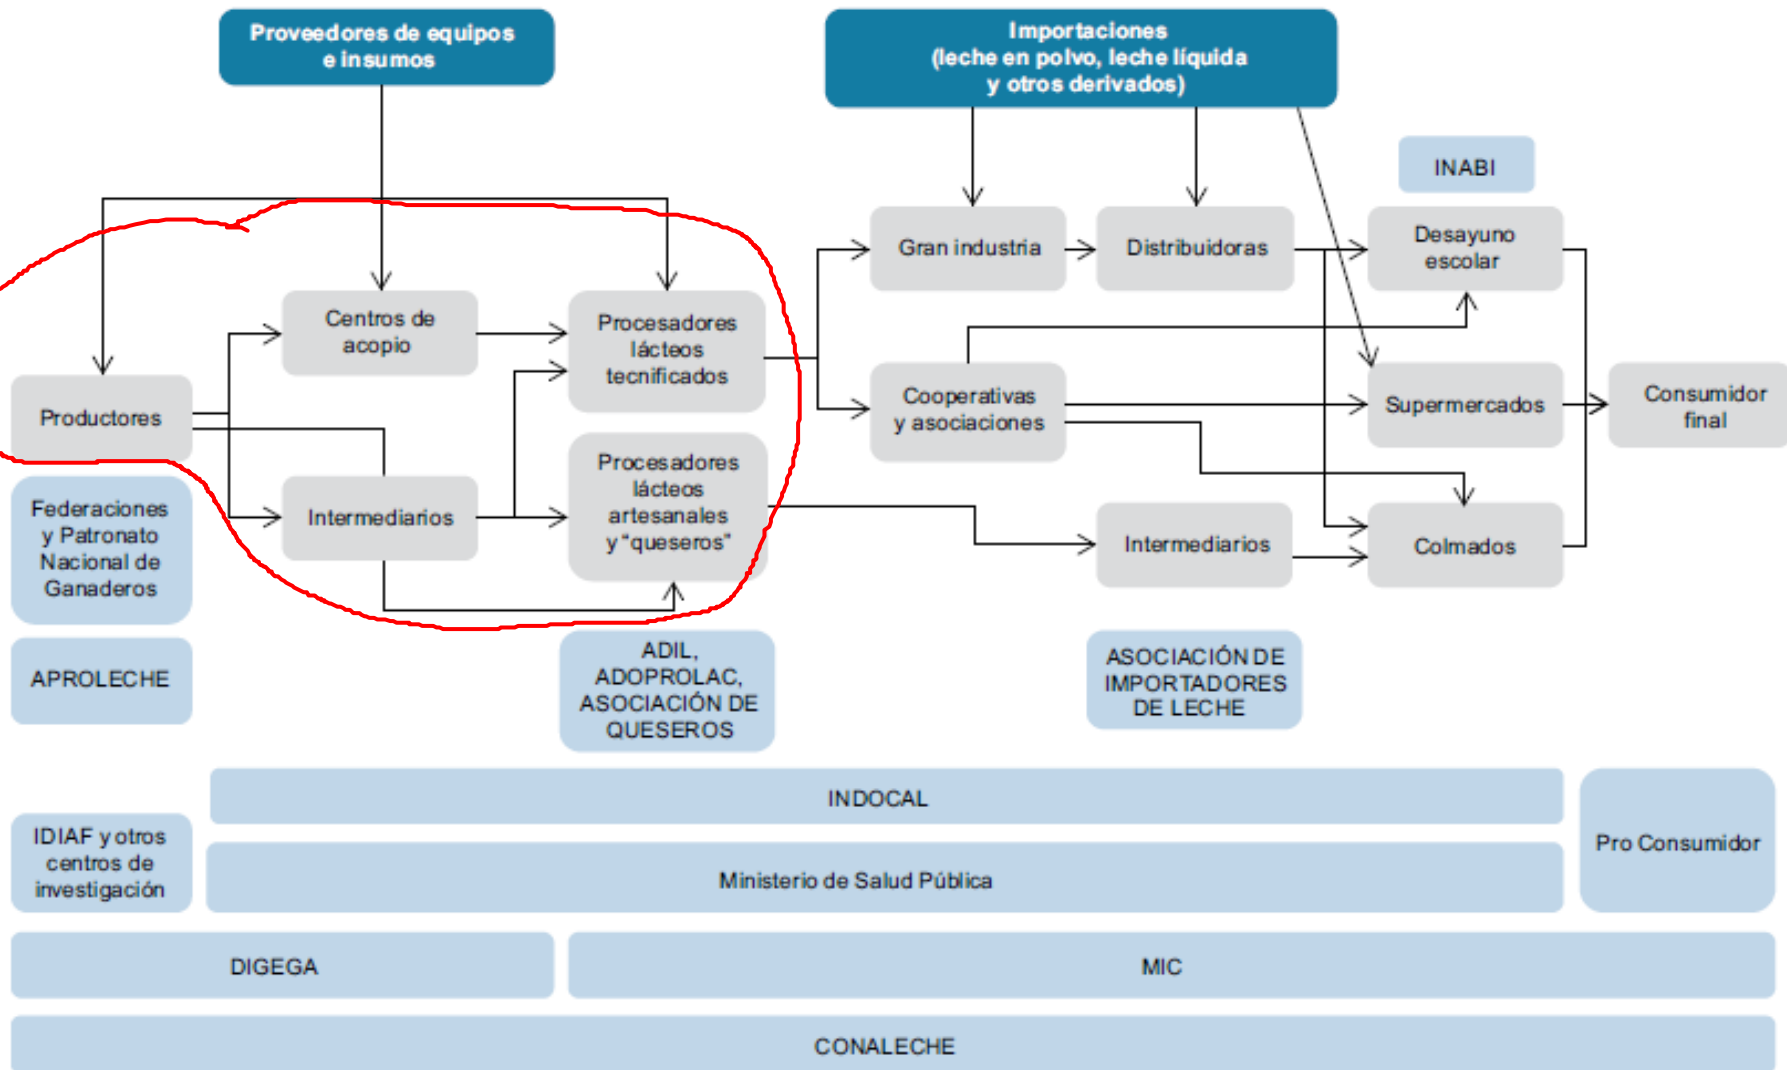 Proveedores de equipos
e insumos
Importaciones
(leche en polvo, leche líquida
y otros derivados)
INABI
Gran industria
Distribuidoras
Desayuno
escolar
Centros de
acopio
Procesadores
lácteos
tecnificados
Productores
Cooperativas
y asociaciones
Supermercados
Consumidor
final
Intermediarios
Procesadores
lácteos
artesanales
y “queseros”
Intermediarios
Colmados
Federaciones
y Patronato
Nacional de
Ganaderos
APROLECHE
ADIL,
ADOPROLAC,
ASOCIACIÓN DE
QUESEROS
ASOCIACIÓN DE
IMPORTADORES
DE LECHE
INDOCAL
IDIAF y otros
centros de
investigación
Ministerio de Salud Pública
Pro Consumidor
DIGEGA
MIC
CONALECHE